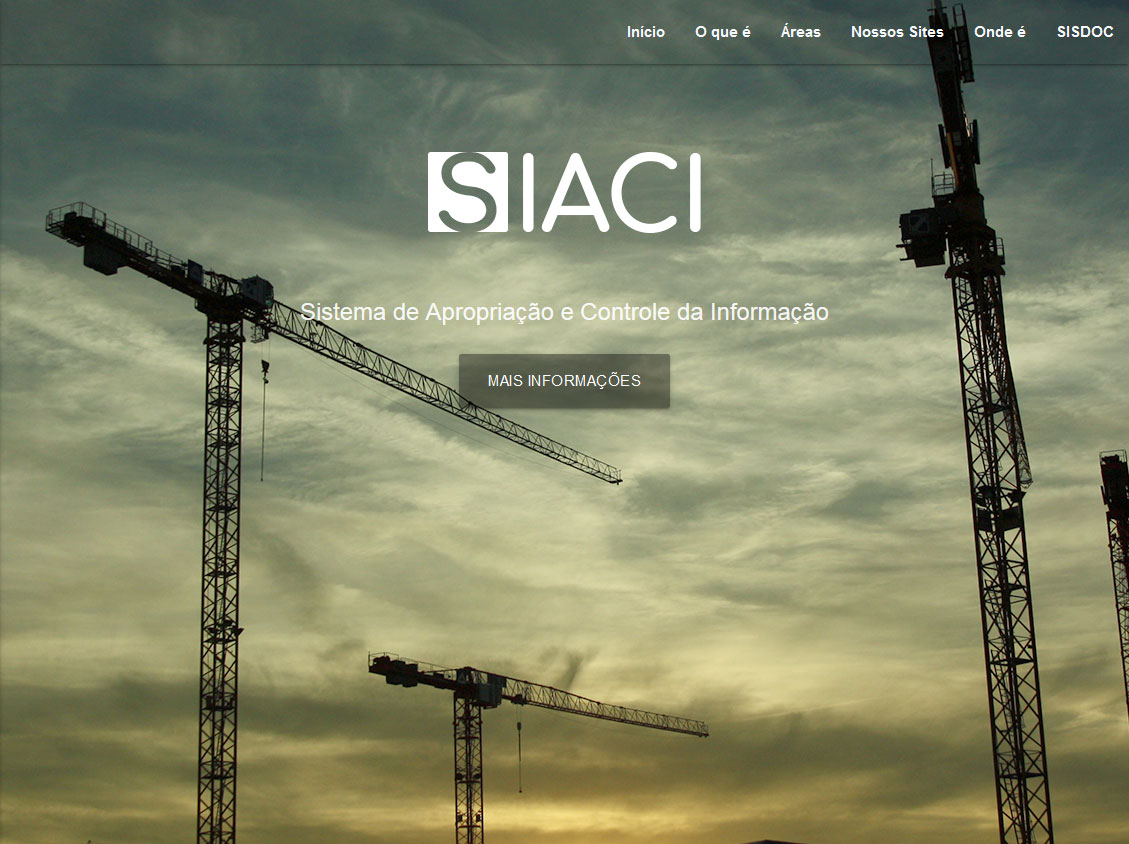 Início O que é Áreas Nossos Sites Onde é SISDOC
SIACI
Sistema de Apropriação e Controle da Informação
MAIS INFORMAÇÕES